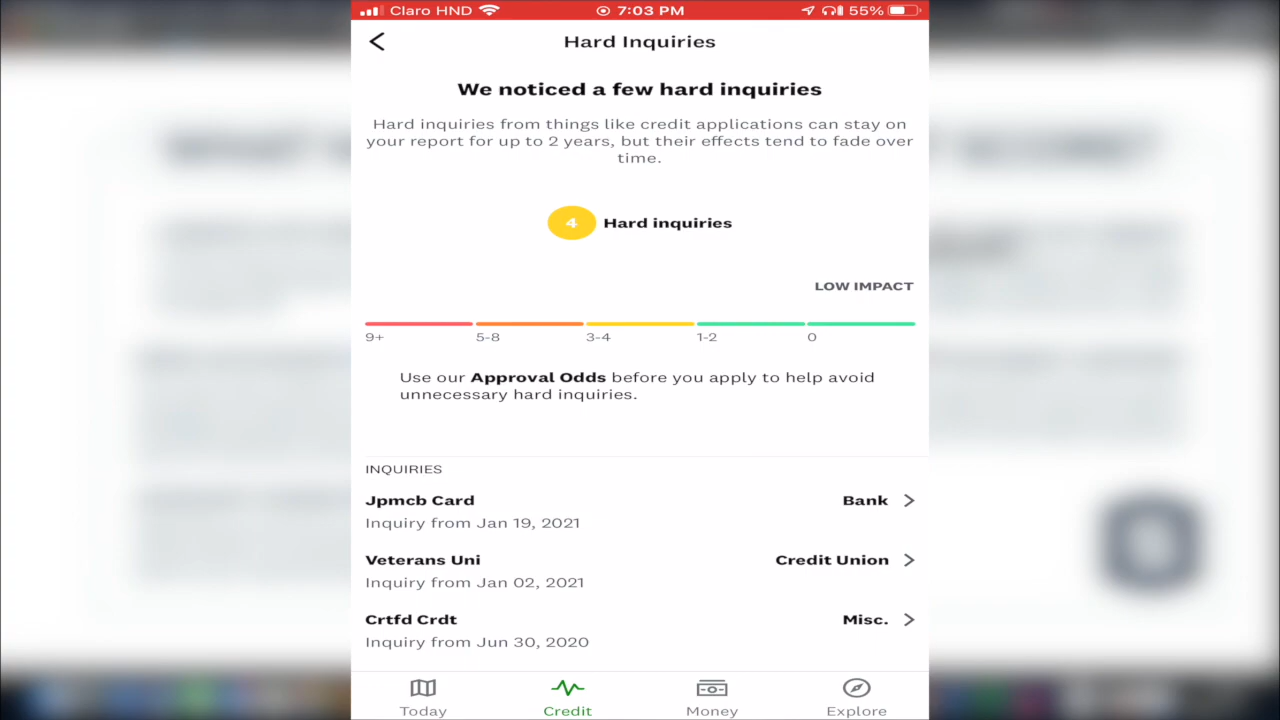 Claro HND 7:03 PM 55%
Hard Inquiries
We noticed a few hard inquiries
Hard inquiries from things like credit applications can stay on
your report for up to 2 years, but their effects tend to fade over
time.
4 Hard inquiries
LOW IMPACT
9+ 5-8 3-4 1-2 0
Use our Approval Odds before you apply to help avoid
unnecessary hard inquiries.
INQUIRIES
Jpmcb Card Bank
Inquiry from Jan 19, 2021
Veterans Uni Credit Union
Inquiry from Jan 02, 2021
Crtfd Crdt Misc.
Inquiry from Jun 30, 2020
Today Credit Money Explore